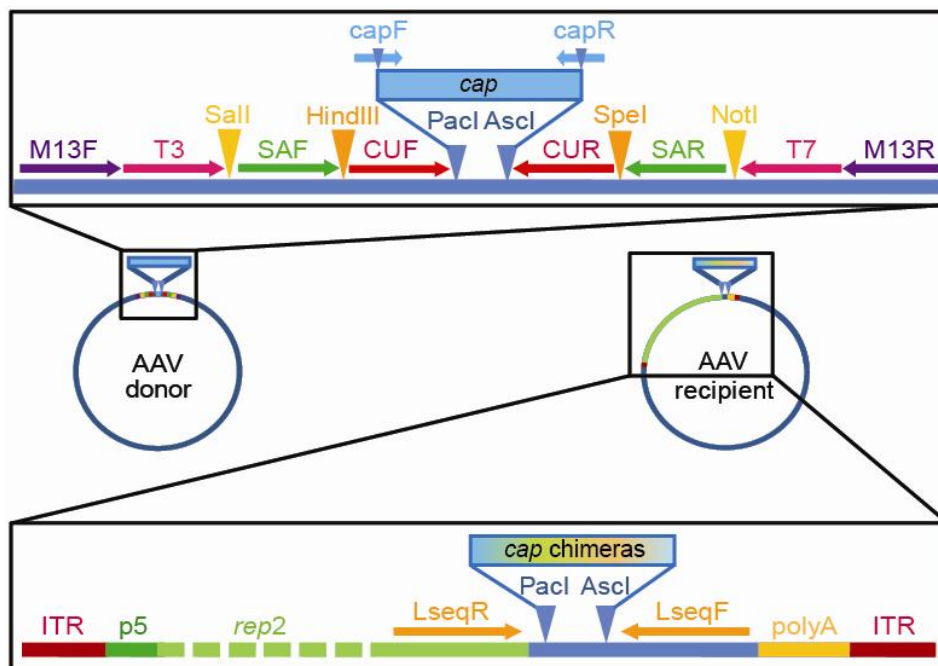 capF capR
cap
SalI HindIII PacI AscI SpeI NotI
M13F T3 SAF CUF CUR SAR T7 M13R
AAV
donor
AAV
recipient
cap chimeras
PacI AscI
LseqR LseqF
ITR p5 rep2 polyA ITR